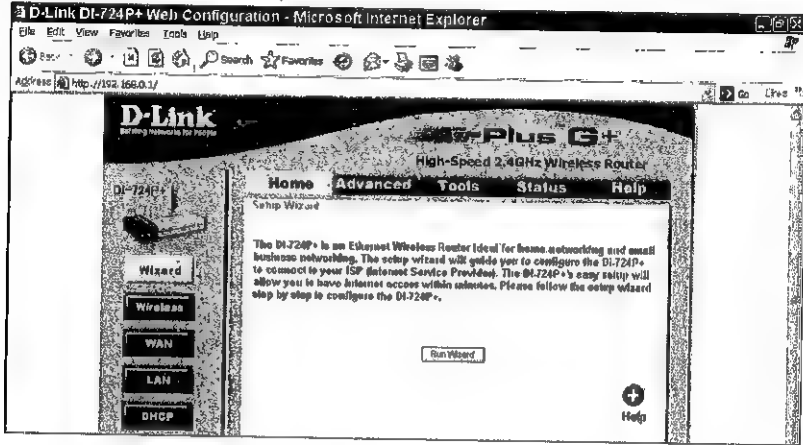 D-Link DI-724P+ Web Configuration - Microsoft Internet Explorer
File Edit View Favorites Tools Help
Back Search Favorites
Address http://192.168.0.1/ Go Links »
D-Link
Building Networks for People
Plus G+
High-Speed 2.4GHz Wireless Router
DI-724P+
Home Advanced Tools Status Help
Setup Wizard
The DI-724P+ is an Ethernet Wireless Router ideal for home networking and small
business networking. The setup wizard will guide you to configure the DI-724P+
to connect to your ISP (Internet Service Provider). The DI-724P+'s easy setup will
allow you to have Internet access within minutes. Please follow the setup wizard
step by step to configure the DI-724P+.
Wizard
Wireless
WAN
LAN
DHCP
Run Wizard
Help